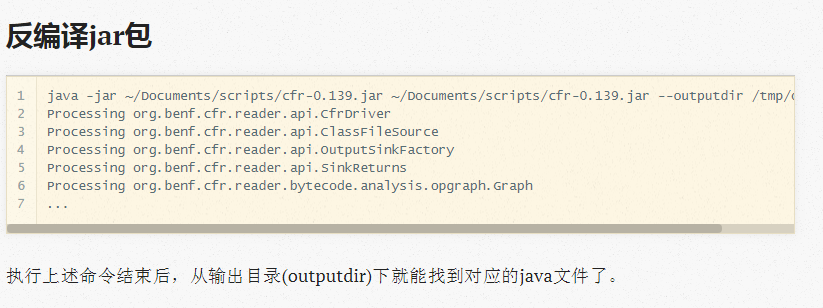 反编译jar包
1 java -jar ~/Documents/scripts/cfr-0.139.jar ~/Documents/scripts/cfr-0.139.jar --outputdir /tmp/
2 Processing org.benf.cfr.reader.api.CfrDriver
3 Processing org.benf.cfr.reader.api.ClassFileSource
4 Processing org.benf.cfr.reader.api.OutputSinkFactory
5 Processing org.benf.cfr.reader.api.SinkReturns
6 Processing org.benf.cfr.reader.bytecode.analysis.opgraph.Graph
7 ...
执行上述命令结束后，从输出目录(outputdir)下就能找到对应的java文件了。